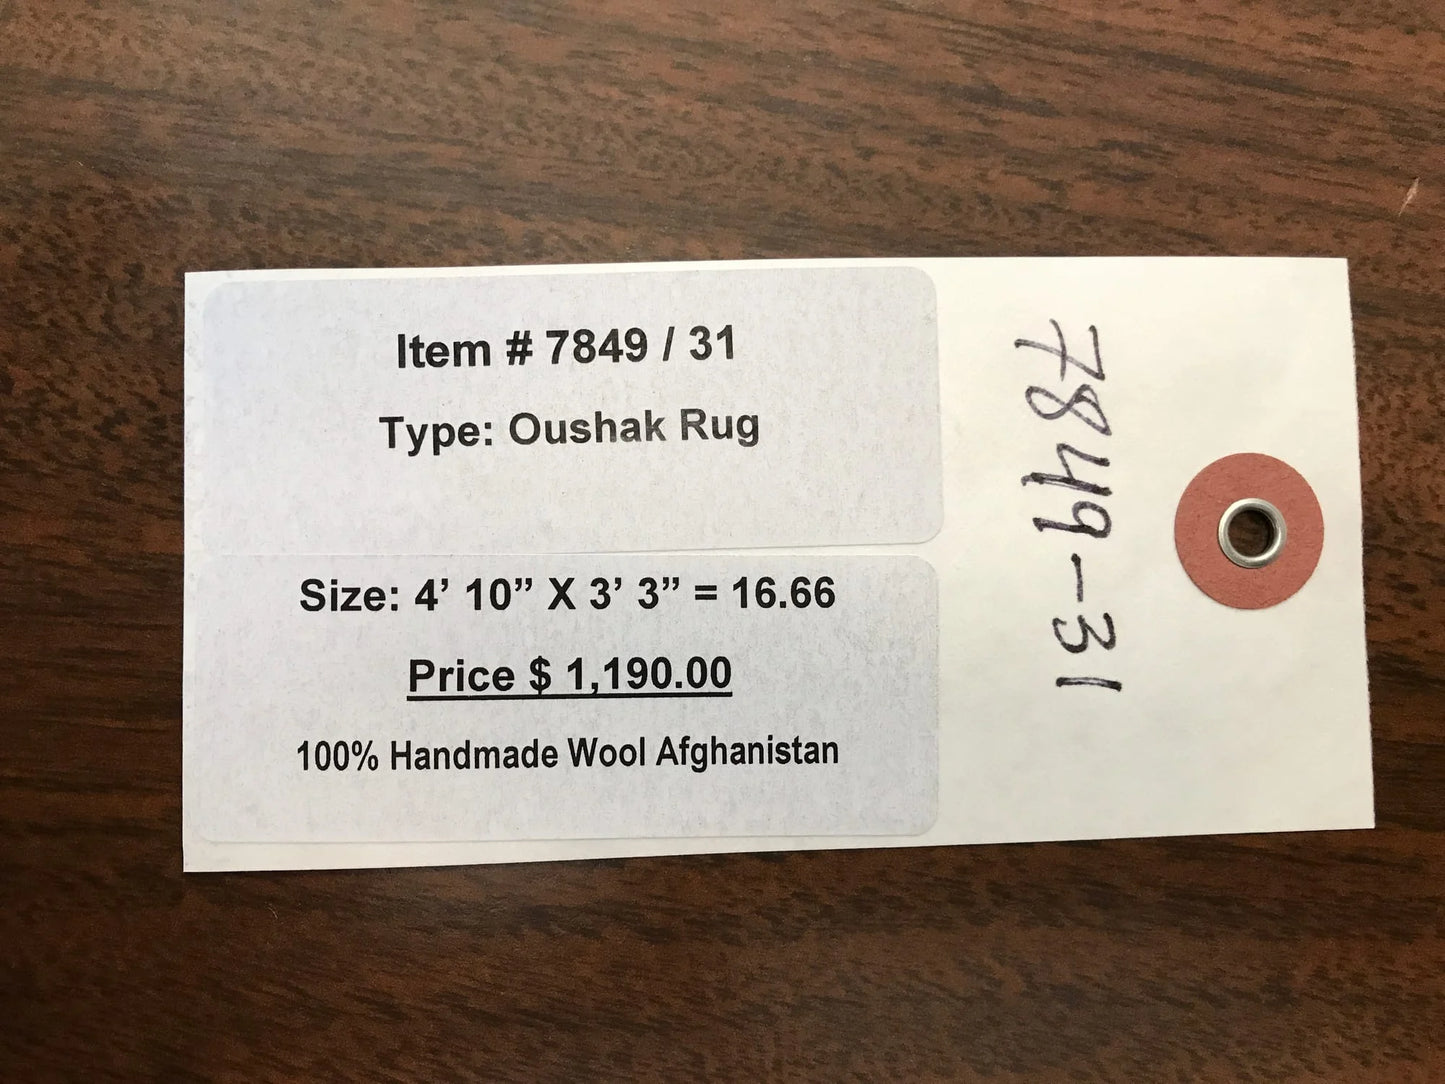 Item # 7849 / 31
Type: Oushak Rug
Size: 4’ 10” X 3’ 3” = 16.66
Price $ 1,190.00
100% Handmade Wool Afghanistan
7849-31